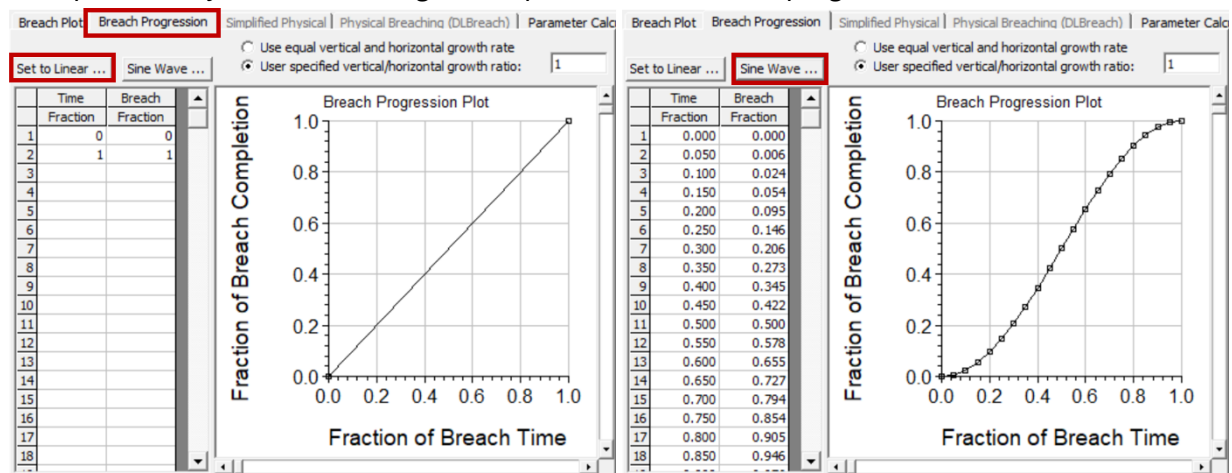 Breach Plot Breach Progression Simplified Physical Physical Breaching (DLBreach) Parameter Calc
Use equal vertical and horizontal growth rate
Set to Linear ... Sine Wave ... User specified vertical/horizontal growth ratio: 1
Time Breach
Fraction Fraction
1 0 0
2 1 1
3
4
5
6
7
8
9
10
11
12
13
14
15
16
17
18
Breach Progression Plot
Fraction of Breach Completion
1.0
0.8
0.6
0.4
0.2
0.0
0.0 0.2 0.4 0.6 0.8 1.0
Fraction of Breach Time
Breach Plot Breach Progression Simplified Physical Physical Breaching (DLBreach) Parameter Calc
Use equal vertical and horizontal growth rate
Set to Linear ... Sine Wave ... User specified vertical/horizontal growth ratio: 1
Time Breach
Fraction Fraction
1 0.000 0.000
2 0.050 0.006
3 0.100 0.024
4 0.150 0.054
5 0.200 0.095
6 0.250 0.146
7 0.300 0.206
8 0.350 0.273
9 0.400 0.345
10 0.450 0.422
11 0.500 0.500
12 0.550 0.578
13 0.600 0.655
14 0.650 0.727
15 0.700 0.794
16 0.750 0.854
17 0.800 0.905
18 0.850 0.946
Breach Progression Plot
Fraction of Breach Completion
1.0
0.8
0.6
0.4
0.2
0.0
0.0 0.2 0.4 0.6 0.8 1.0
Fraction of Breach Time